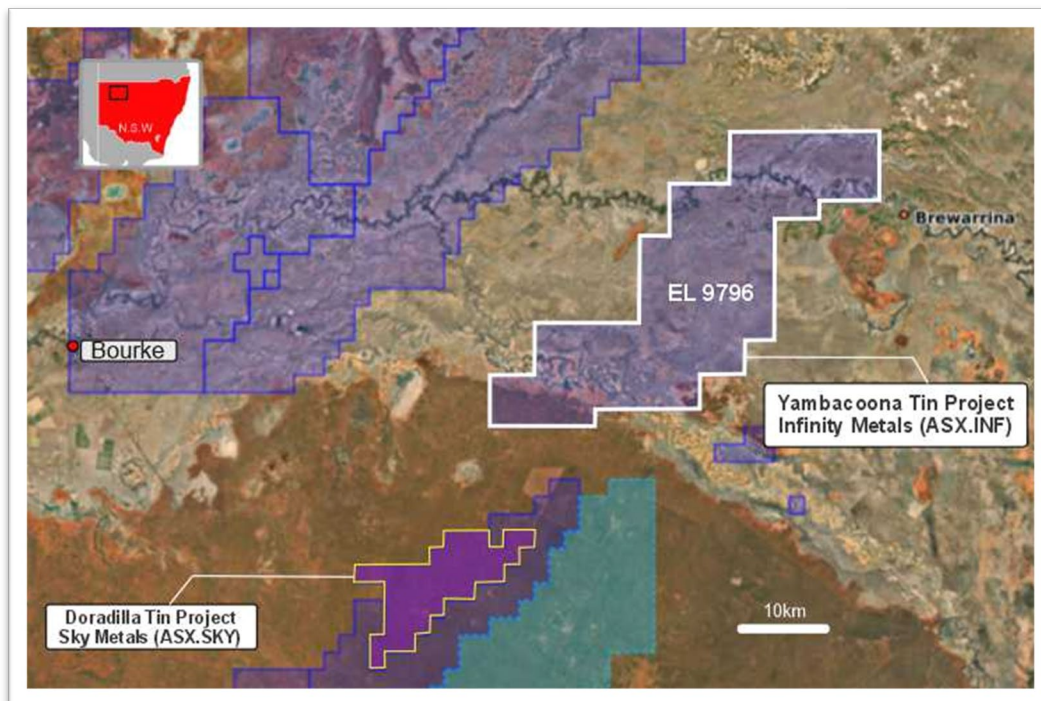 N.S.W
Brewarrina
EL 9796
Bourke
Yambacoona Tin Project
Infinity Metals (ASX.INF)
Doradilla Tin Project
Sky Metals (ASX.SKY)
10km